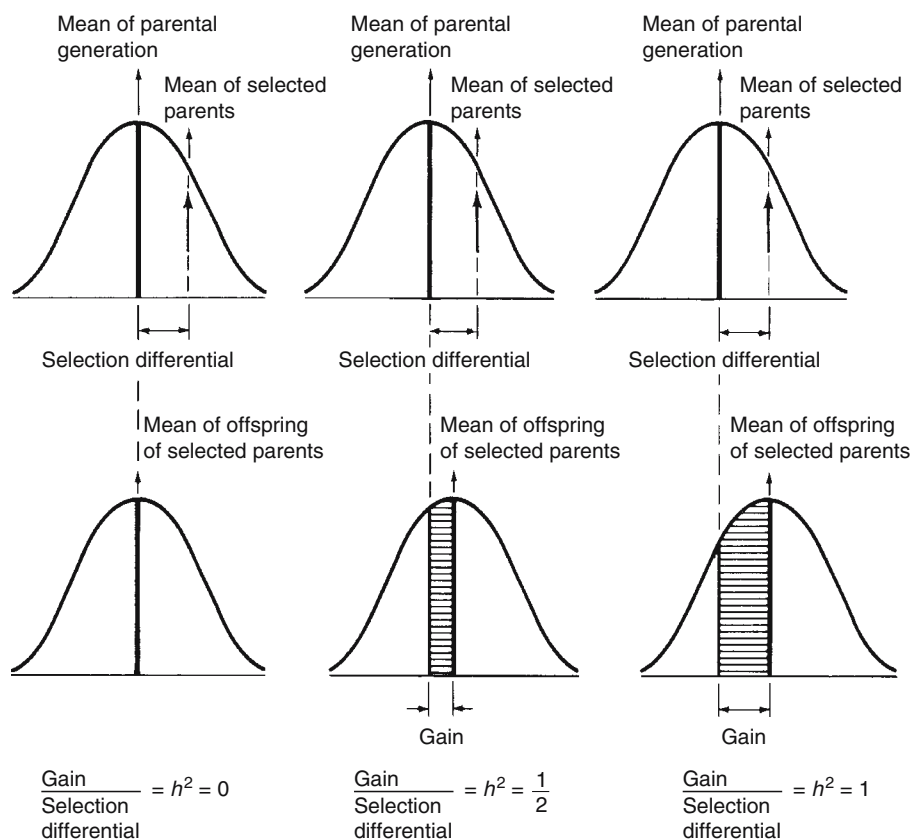 Mean of parental
generation
Mean of selected
parents
Mean of parental
generation
Mean of selected
parents
Mean of parental
generation
Mean of selected
parents
Selection differential
Selection differential
Selection differential
Mean of offspring
of selected parents
Mean of offspring
of selected parents
Mean of offspring
of selected parents
Gain
Gain
Gain
Selection
differential
= h² = 0
Gain
Selection
differential
= h² = 1/2
Gain
Selection
differential
= h² = 1